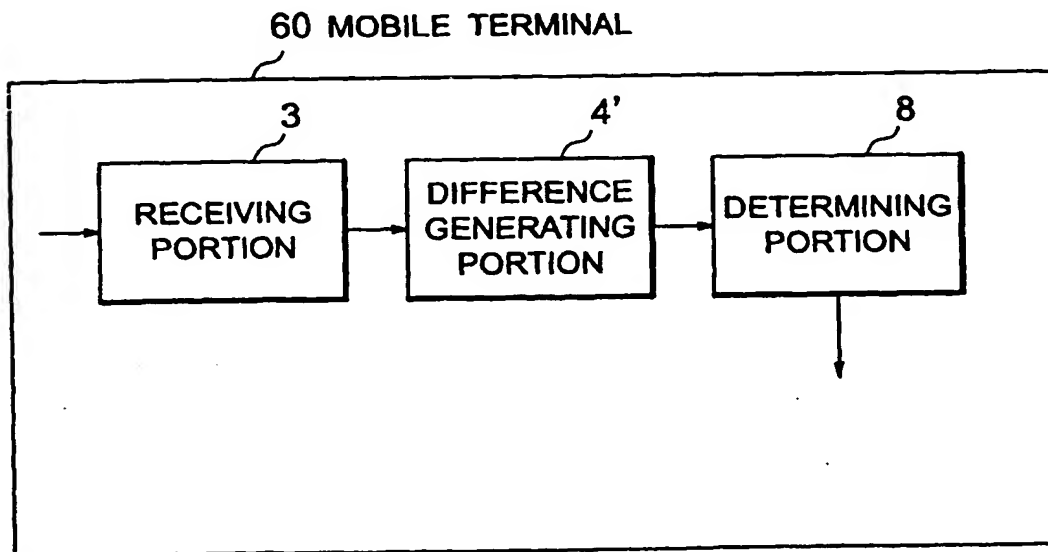 60 MOBILE TERMINAL
3
4'
8
RECEIVING
PORTION
DIFFERENCE
GENERATING
PORTION
DETERMINING
PORTION